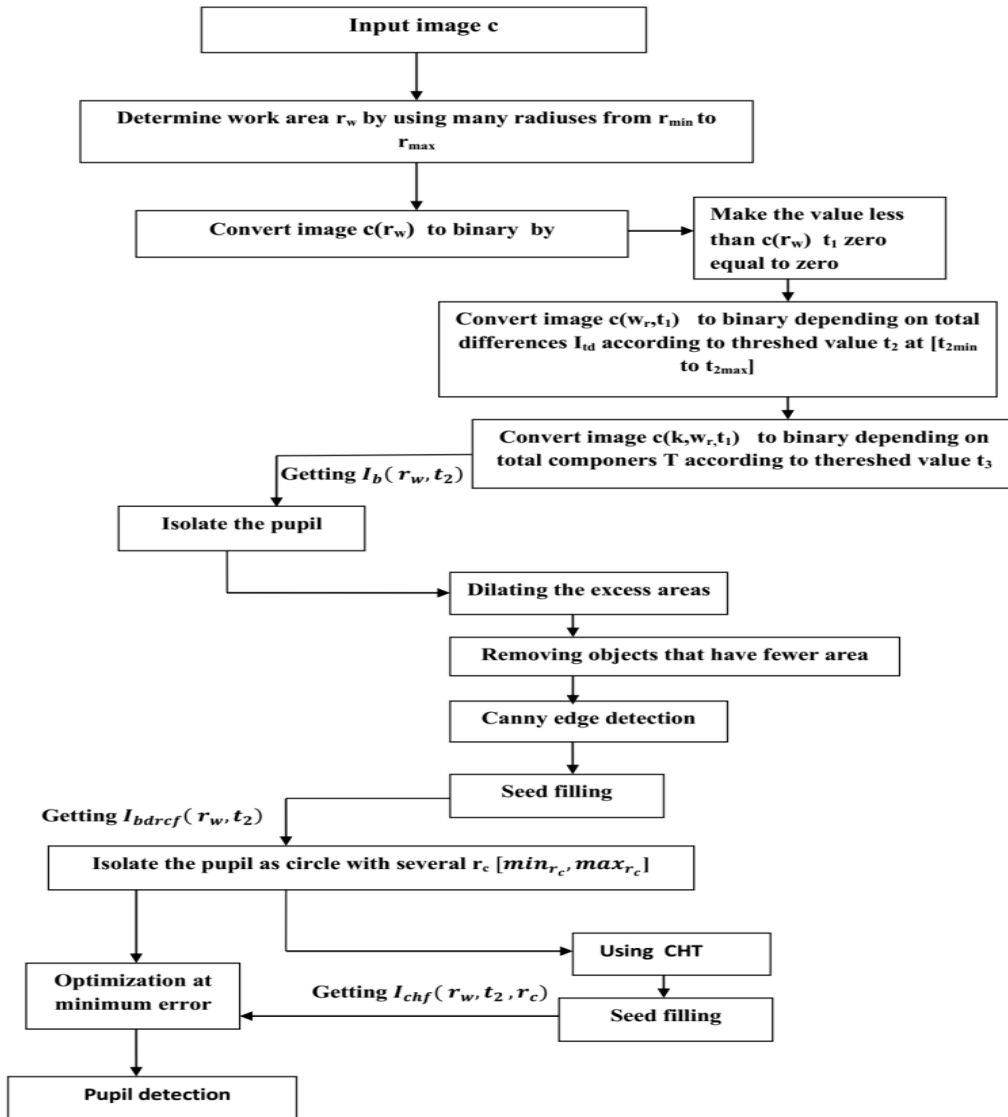 Input image c
Determine work area r_w by using many radiuses from r_min to
r_max
Convert image c(r_w) to binary by
Make the value less
than c(r_w) t_1 zero
equal to zero
Convert image c(w_r,t_1) to binary depending on total
differences I_td according to threshed value t_2 at [t_2min
to t_2max]
Convert image c(k,w_r,t_1) to binary depending on
total componers T according to thereshed value t_3
Getting I_b(r_w,t_2)
Isolate the pupil
Dilating the excess areas
Removing objects that have fewer area
Canny edge detection
Seed filling
Getting I_bdrcf(r_w,t_2)
Isolate the pupil as circle with several r_c [min_r_c,max_r_c]
Using CHT
Optimization at
minimum error
Getting I_chf(r_w,t_2,r_c)
Seed filling
Pupil detection